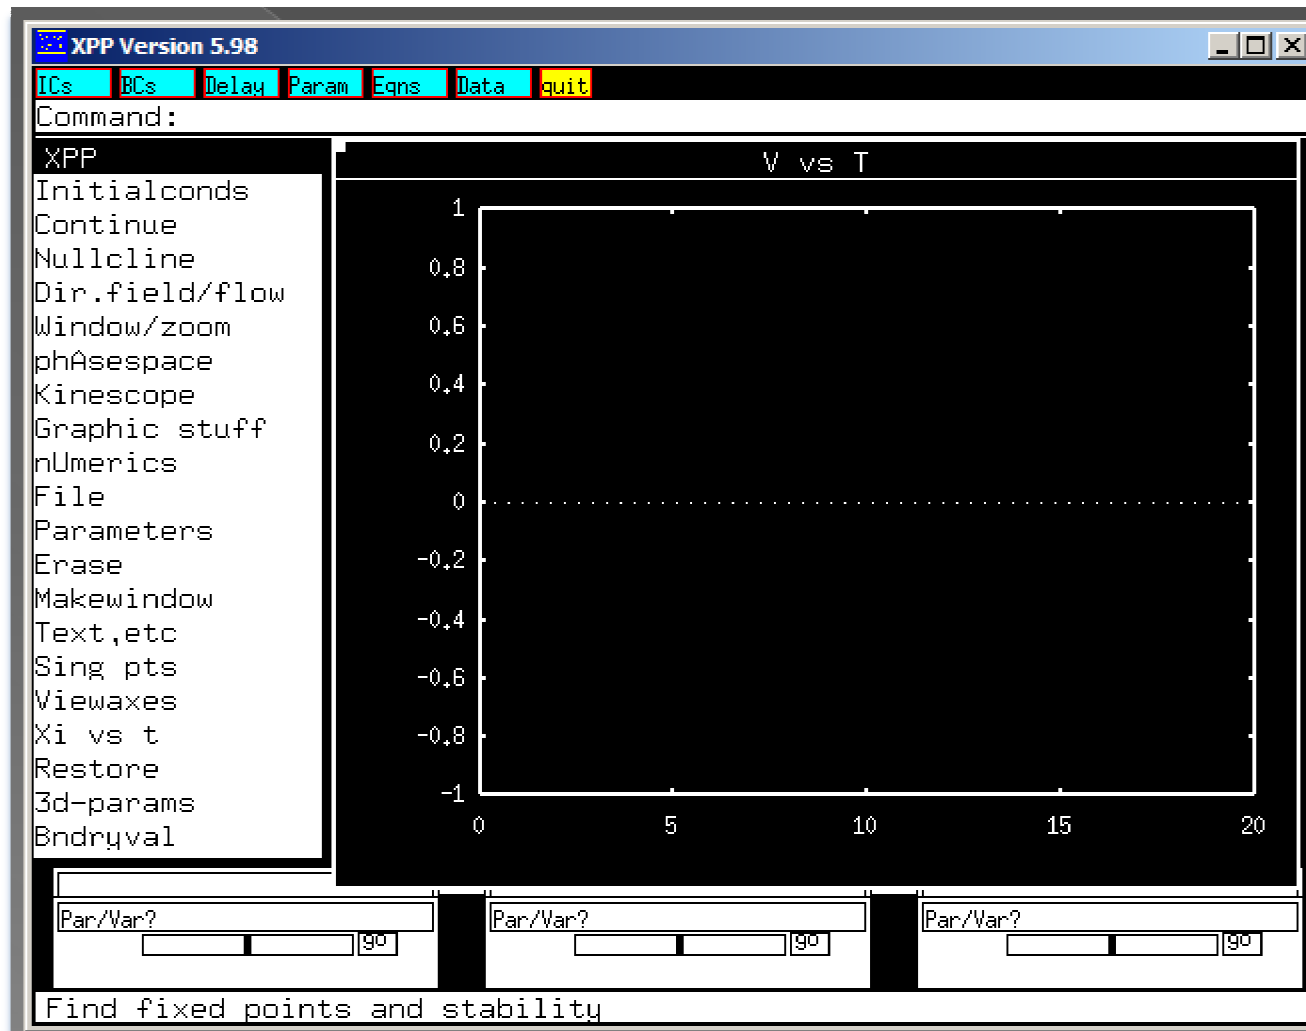 XPP Version 5.98
ICs BCs Delay Param Eqns Data quit
Command:
XPP
Initialconds
Continue
Nullcline
Dir.field/flow
Window/zoom
phAsespace
Kinescope
Graphic stuff
nUmerics
File
Parameters
Erase
Makewindow
Text,etc
Sing pts
Viewaxes
Xi vs t
Restore
3d-params
Bndryval
V vs T
1
0.8
0.6
0.4
0.2
0
-0.2
-0.4
-0.6
-0.8
-1
0 5 10 15 20
Par/Var? Par/Var? Par/Var?
go go go
Find fixed points and stability